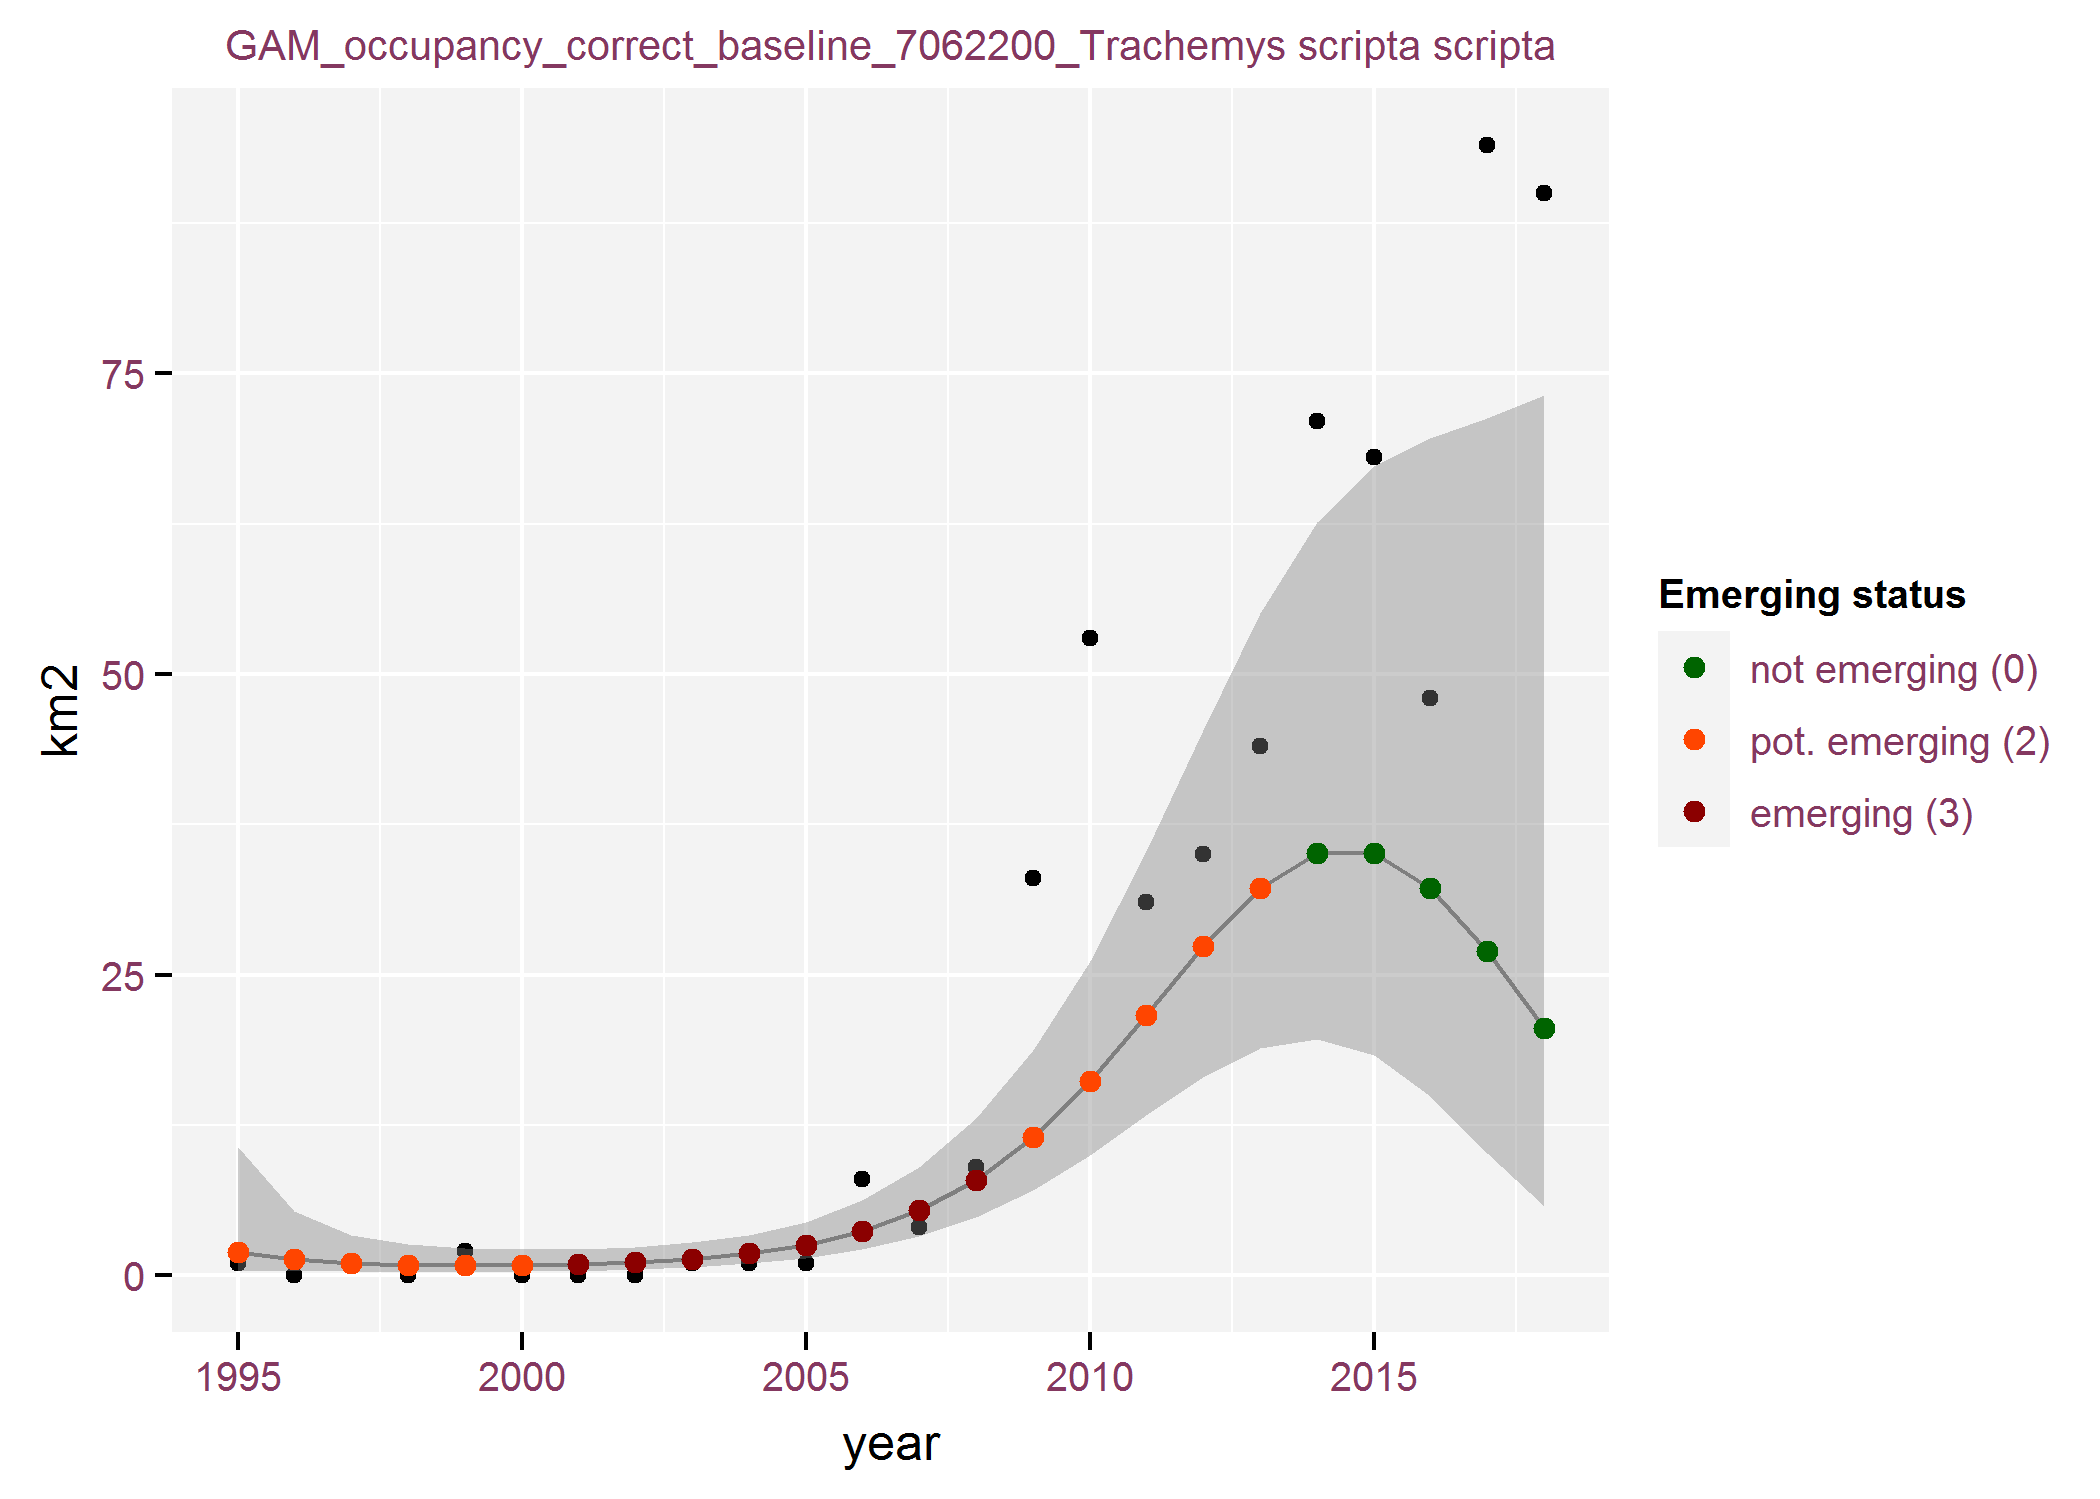 GAM_occupancy_correct_baseline_7062200_Trachemys scripta scripta
75
50
25
0
km2
1995 2000 2005 2010 2015
year
Emerging status
not emerging (0)
pot. emerging (2)
emerging (3)